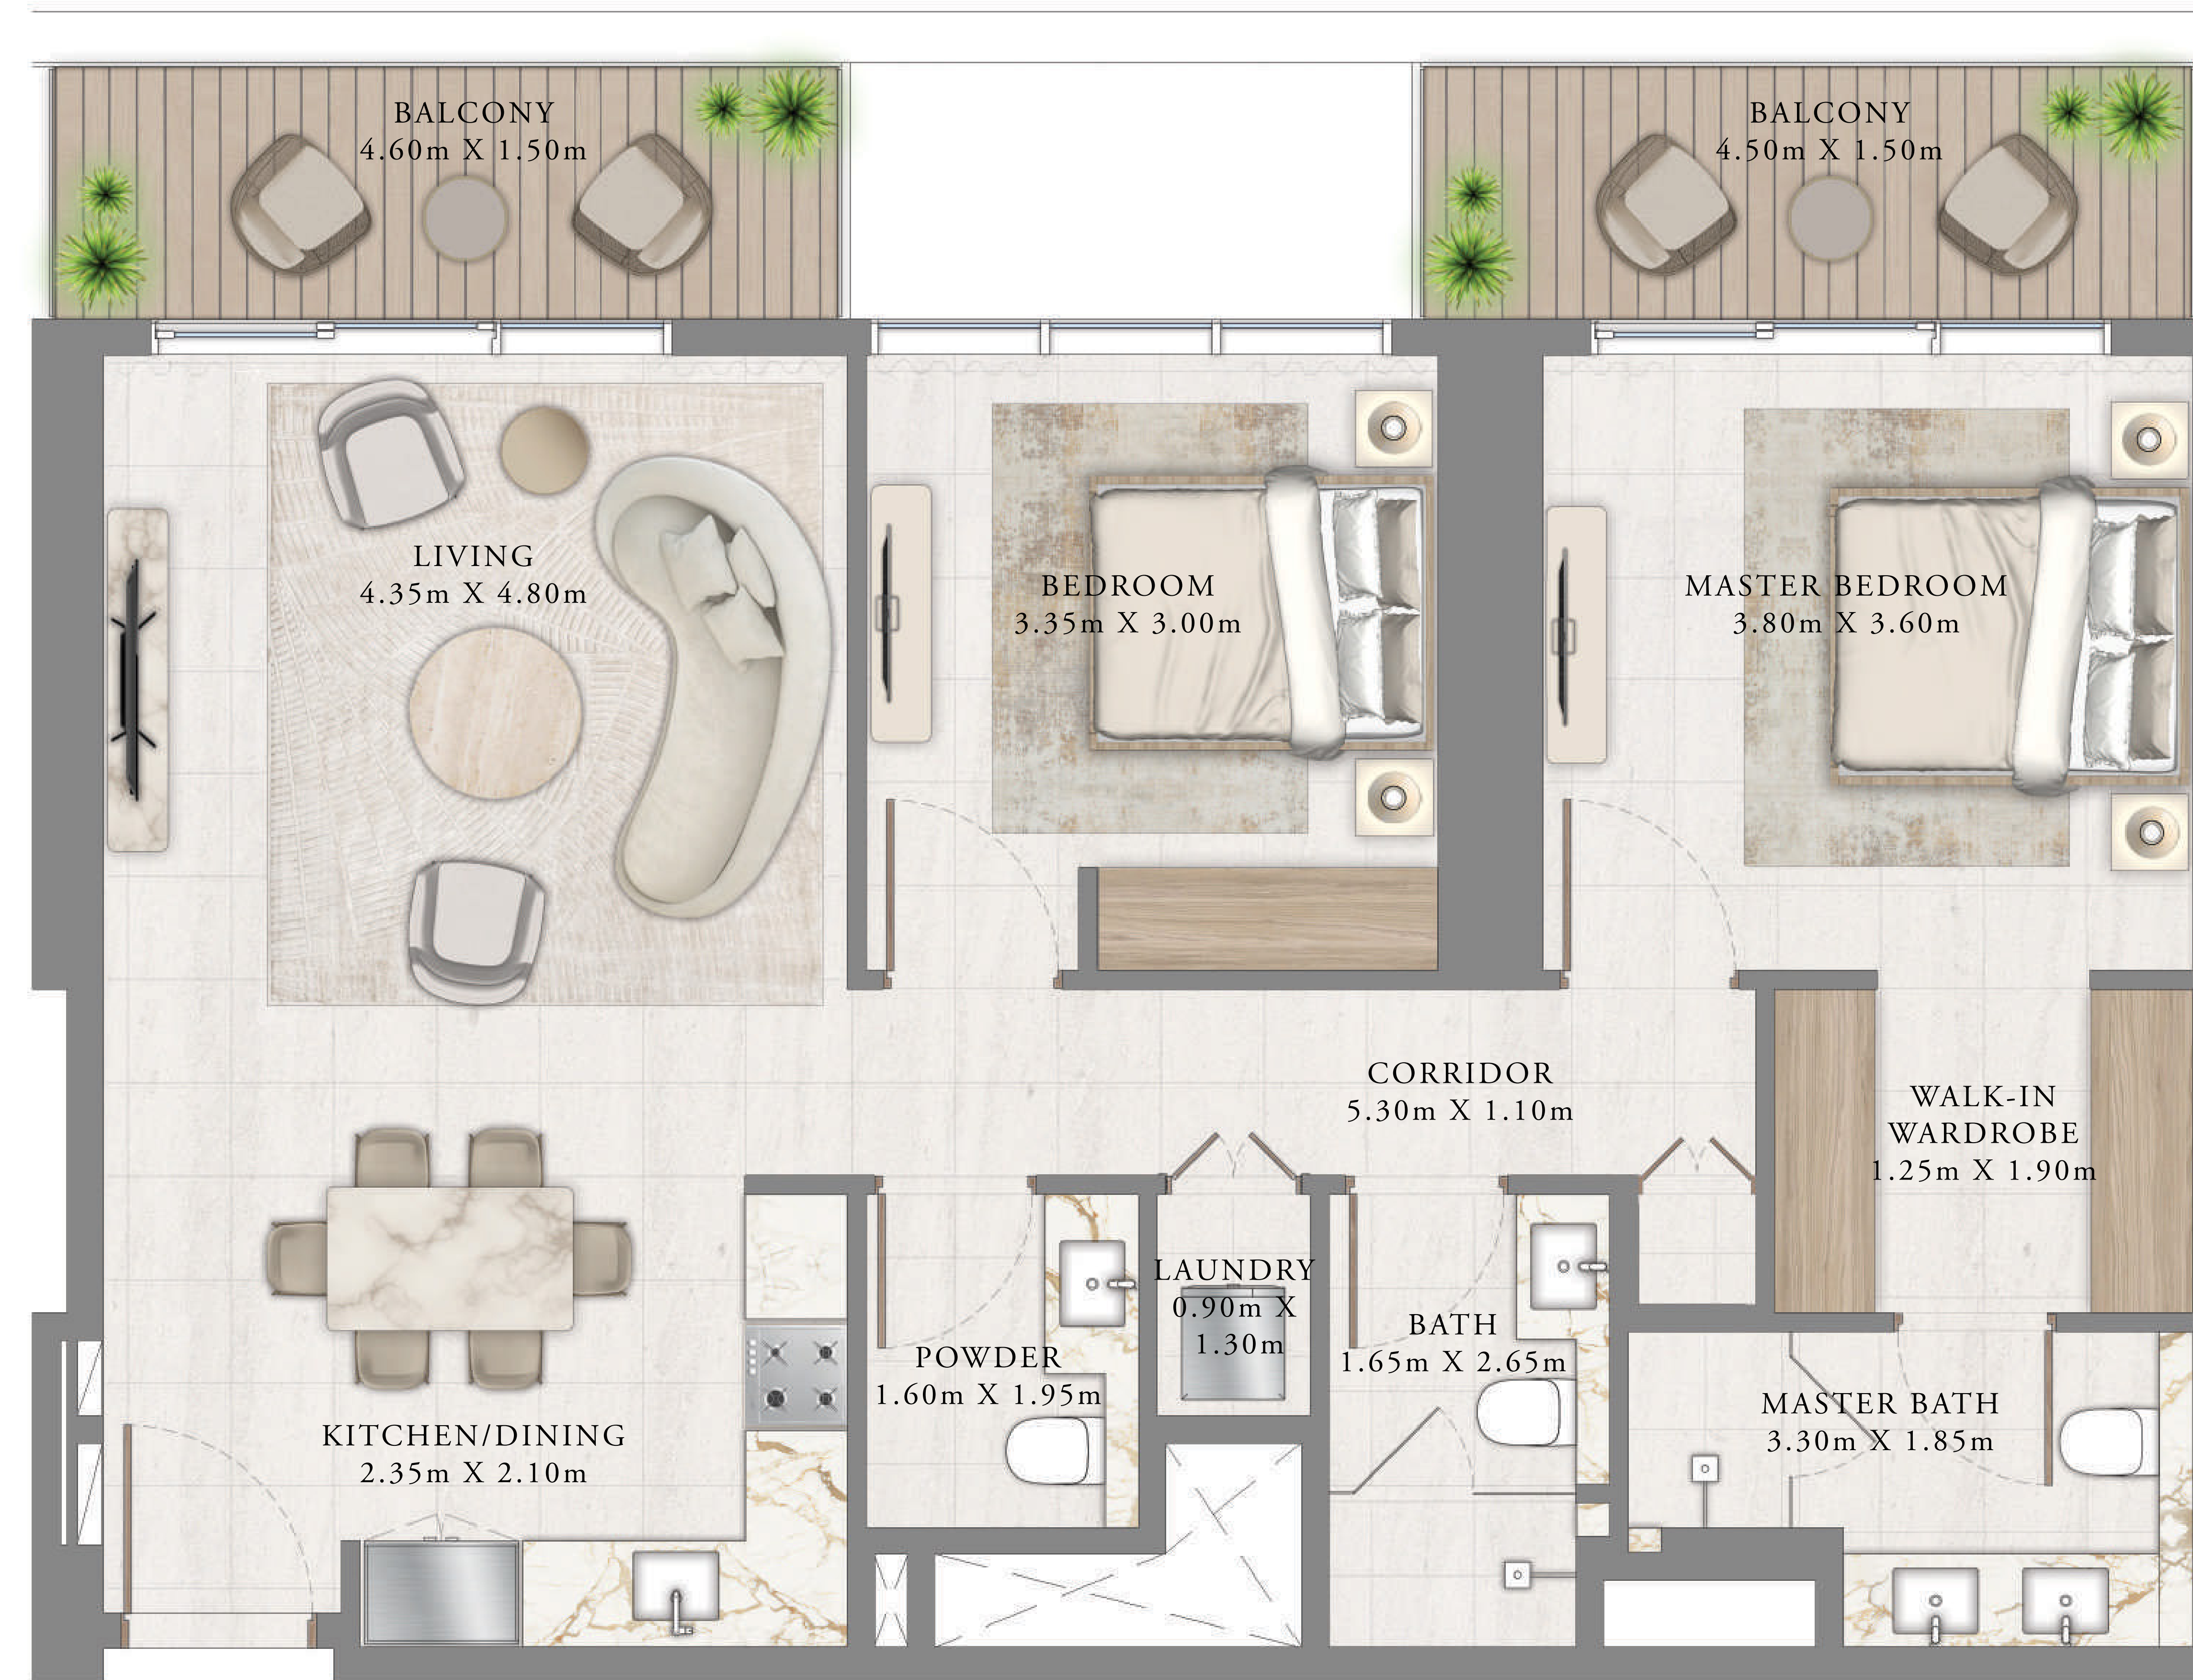 BALCONY
4.60m X 1.50m
BALCONY
4.50m X 1.50m
LIVING
4.35m X 4.80m
BEDROOM
3.35m X 3.00m
MASTER BEDROOM
3.80m X 3.60m
CORRIDOR
5.30m X 1.10m
WALK-IN
WARDROBE
1.25m X 1.90m
LAUNDRY
0.90m X
1.30m
BATH
1.65m X 2.65m
POWDER
1.60m X 1.95m
MASTER BATH
3.30m X 1.85m
KITCHEN/DINING
2.35m X 2.10m